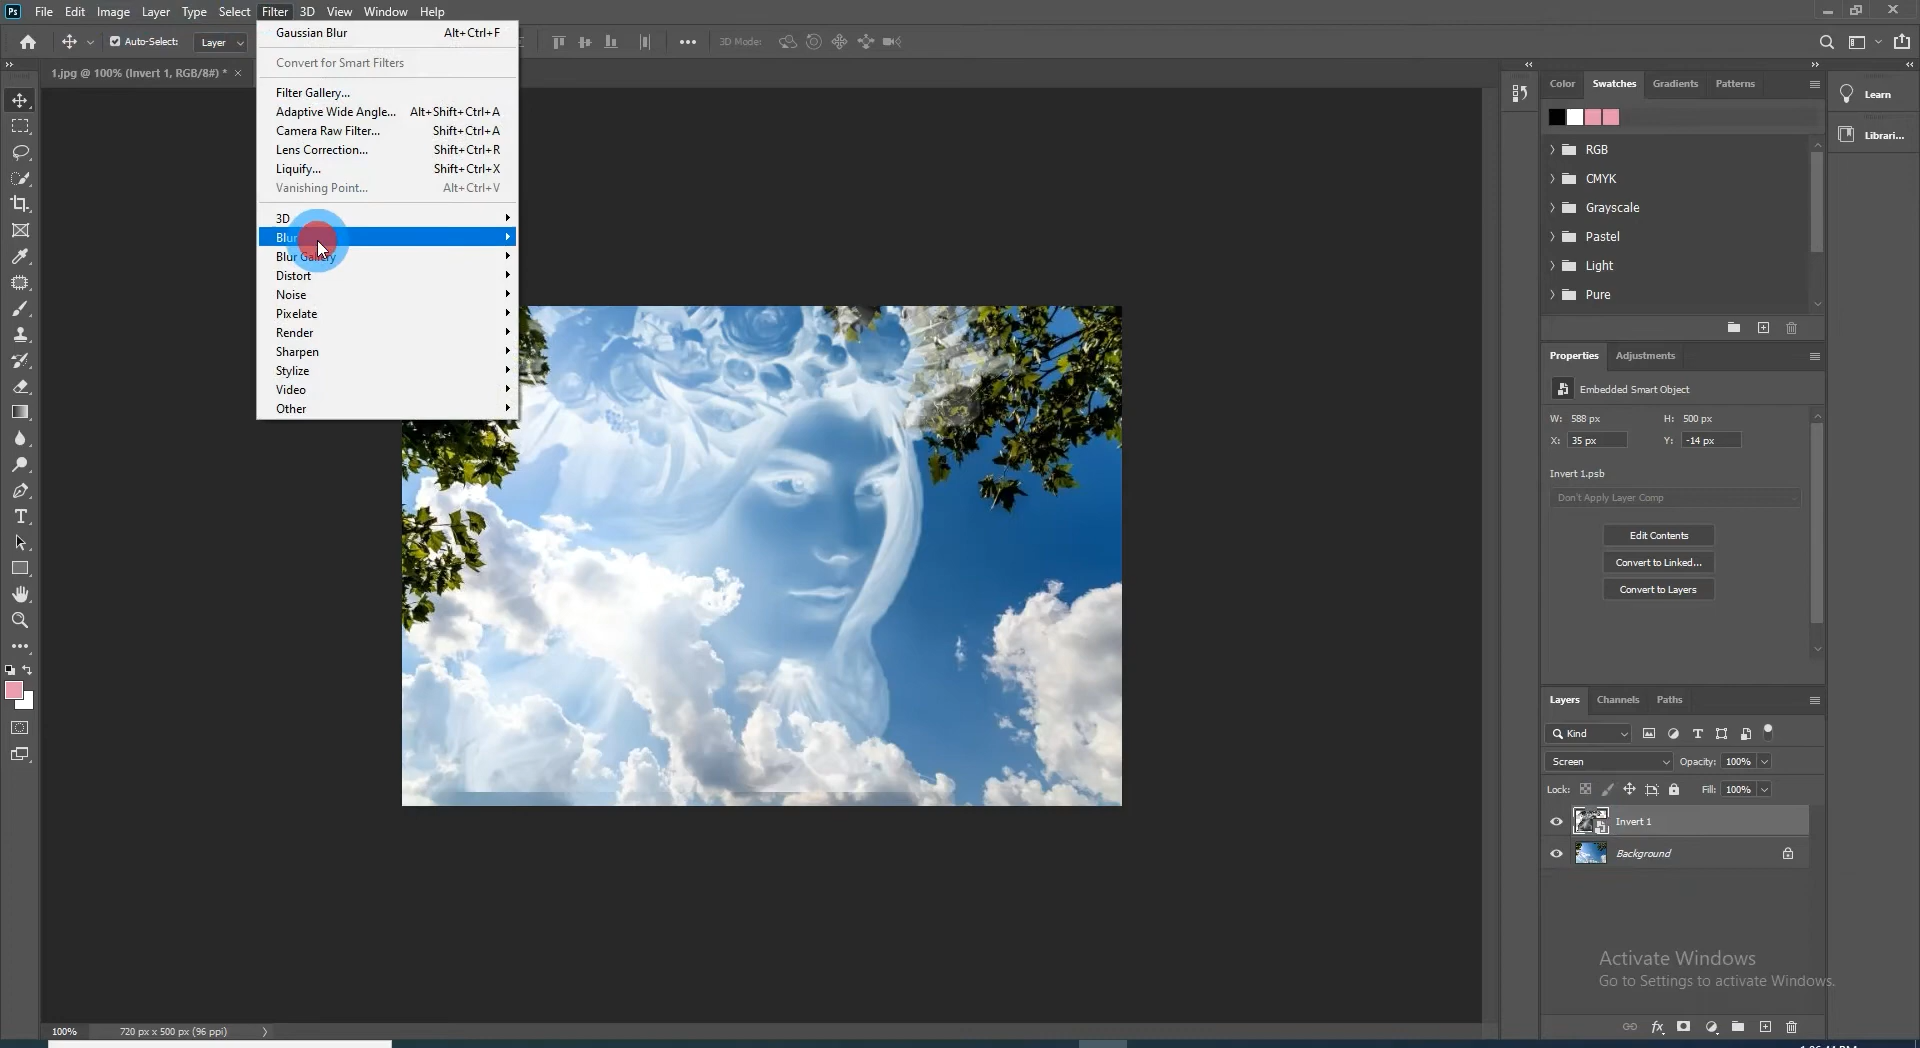 Ps File Edit Image Layer Type Select Filter 3D View Window Help
Auto-Select: Layer 3D Mode:
1.jpg @ 100% (Invert 1, RGB/8#) * ×
Gaussian Blur Alt+Ctrl+F
Convert for Smart Filters
Filter Gallery...
Adaptive Wide Angle... Alt+Shift+Ctrl+A
Camera Raw Filter... Shift+Ctrl+A
Lens Correction... Shift+Ctrl+R
Liquify... Shift+Ctrl+X
Vanishing Point... Alt+Ctrl+V
3D
Blur
Blur Gallery
Distort
Noise
Pixelate
Render
Sharpen
Stylize
Video
Other
Color Swatches Gradients Patterns
RGB
CMYK
Grayscale
Pastel
Light
Pure
Learn
Librari...
Properties Adjustments
Embedded Smart Object
W: 588 px H: 500 px
X: 35 px Y: -14 px
Invert 1.psb
Don't Apply Layer Comp
Edit Contents
Convert to Linked...
Convert to Layers
Layers Channels Paths
Kind
Screen Opacity: 100%
Lock: Fill: 100%
Invert 1
Background
Activate Windows
Go to Settings to activate Windows.
100% 720 px x 500 px (96 ppi)